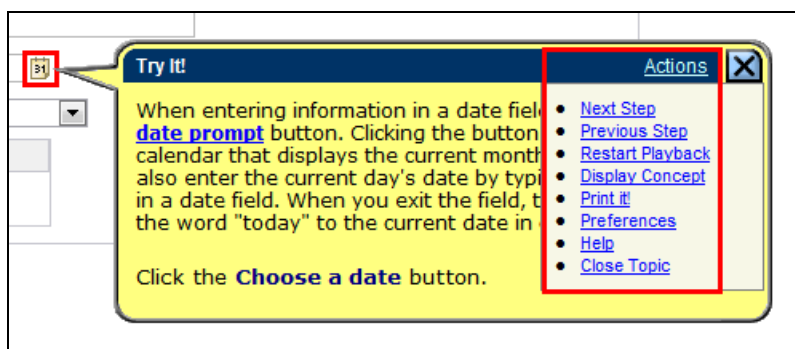 31
Try It!
Actions
When entering information in a date fiel
date prompt button. Clicking the button
calendar that displays the current month
also enter the current day's date by typi
in a date field. When you exit the field, t
the word "today" to the current date in
Click the Choose a date button.
Next Step
Previous Step
Restart Playback
Display Concept
Print it!
Preferences
Help
Close Topic